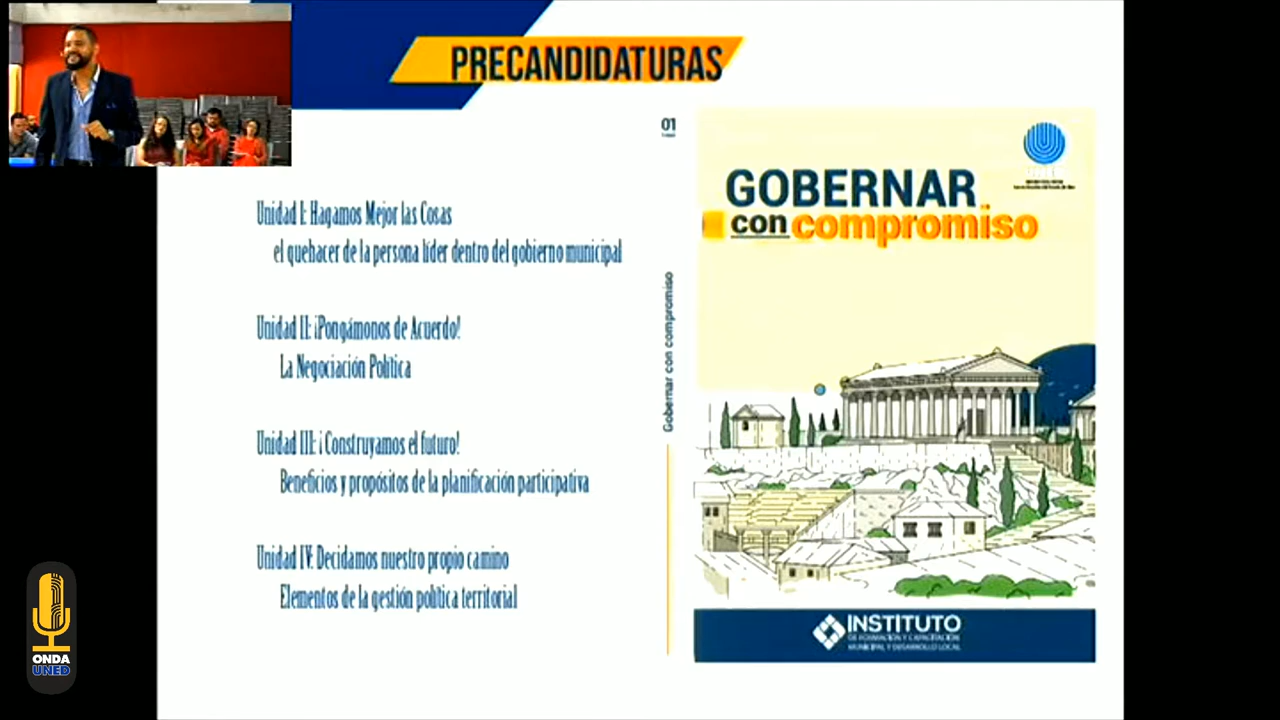 PRECANDIDATURAS
01
Unidad I: Hagamos Mejor las Cosas
el quehacer de la persona líder dentro del gobierno municipal
Unidad II: ¡Pongámonos de Acuerdo!
La Negociación Política
Unidad III: ¡Construyamos el futuro!
Beneficios y propósitos de la planificación participativa
Unidad IV: Decidamos nuestro propio camino
Elementos de la gestión política territorial
Gobernar con compromiso
GOBERNAR
con compromiso
INSTITUTO
DE FORMACIÓN Y CAPACITACIÓN
MUNICIPAL Y DESARROLLO LOCAL
ONDA
UNED